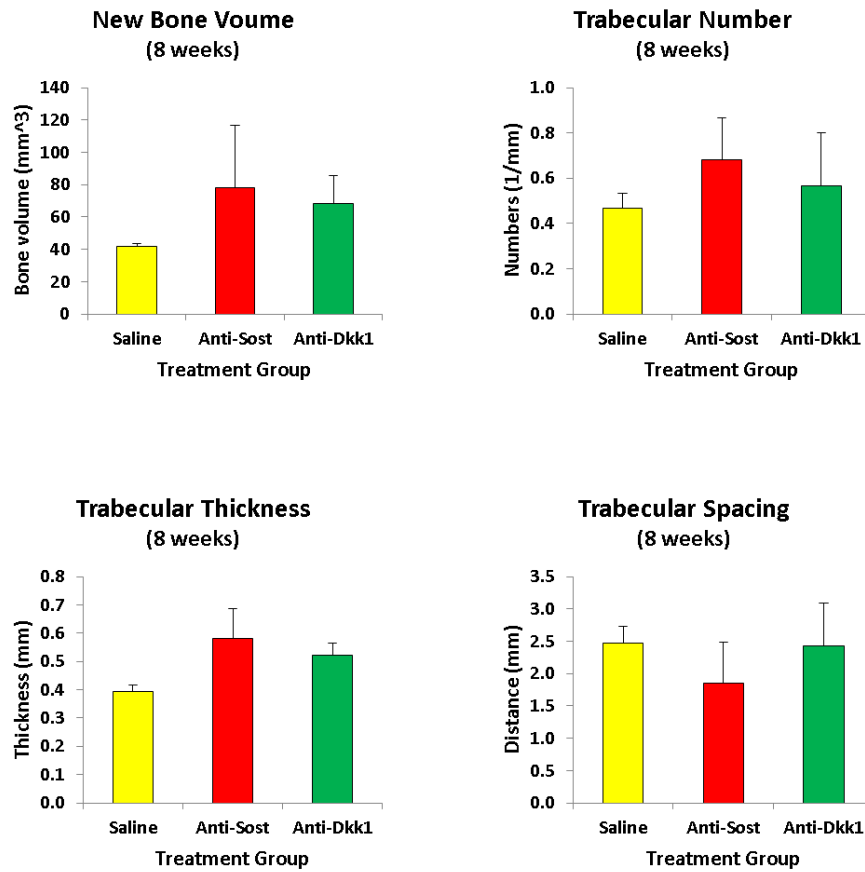 New Bone Voume
(8 weeks)
Bone volume (mm^3)
140
120
100
80
60
40
20
0
Saline Anti-Sost Anti-Dkk1
Treatment Group
Trabecular Number
(8 weeks)
Numbers (1/mm)
1.0
0.8
0.6
0.4
0.2
0.0
Saline Anti-Sost Anti-Dkk1
Treatment Group
Trabecular Thickness
(8 weeks)
Thickness (mm)
0.8
0.7
0.6
0.5
0.4
0.3
0.2
0.1
0.0
Saline Anti-Sost Anti-Dkk1
Treatment Group
Trabecular Spacing
(8 weeks)
Distance (mm)
3.5
3.0
2.5
2.0
1.5
1.0
0.5
0.0
Saline Anti-Sost Anti-Dkk1
Treatment Group